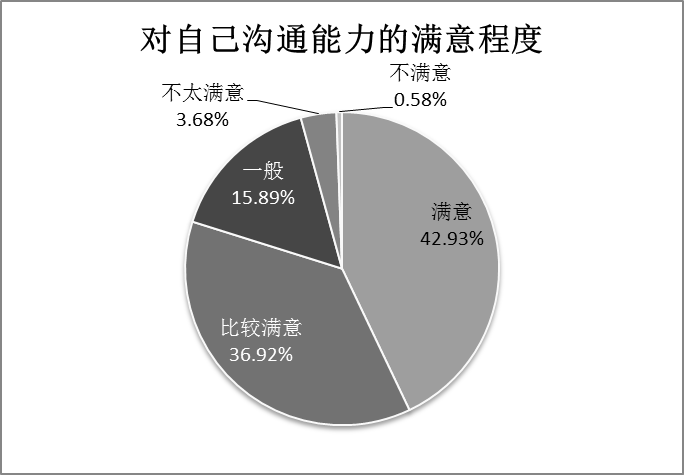 对自己沟通能力的满意程度
不满意
0.58%
不太满意
3.68%
一般
15.89%
满意
42.93%
比较满意
36.92%